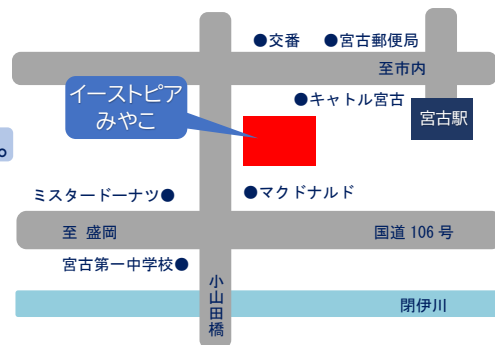 ●交番
●宮古郵便局
至市内
イーストピア
みやこ
●キャトル宮古
宮古駅
。
ミスタードーナツ●
●マクドナルド
至 盛岡
国道 106 号
宮古第一中学校●
小山田橋
閉伊川